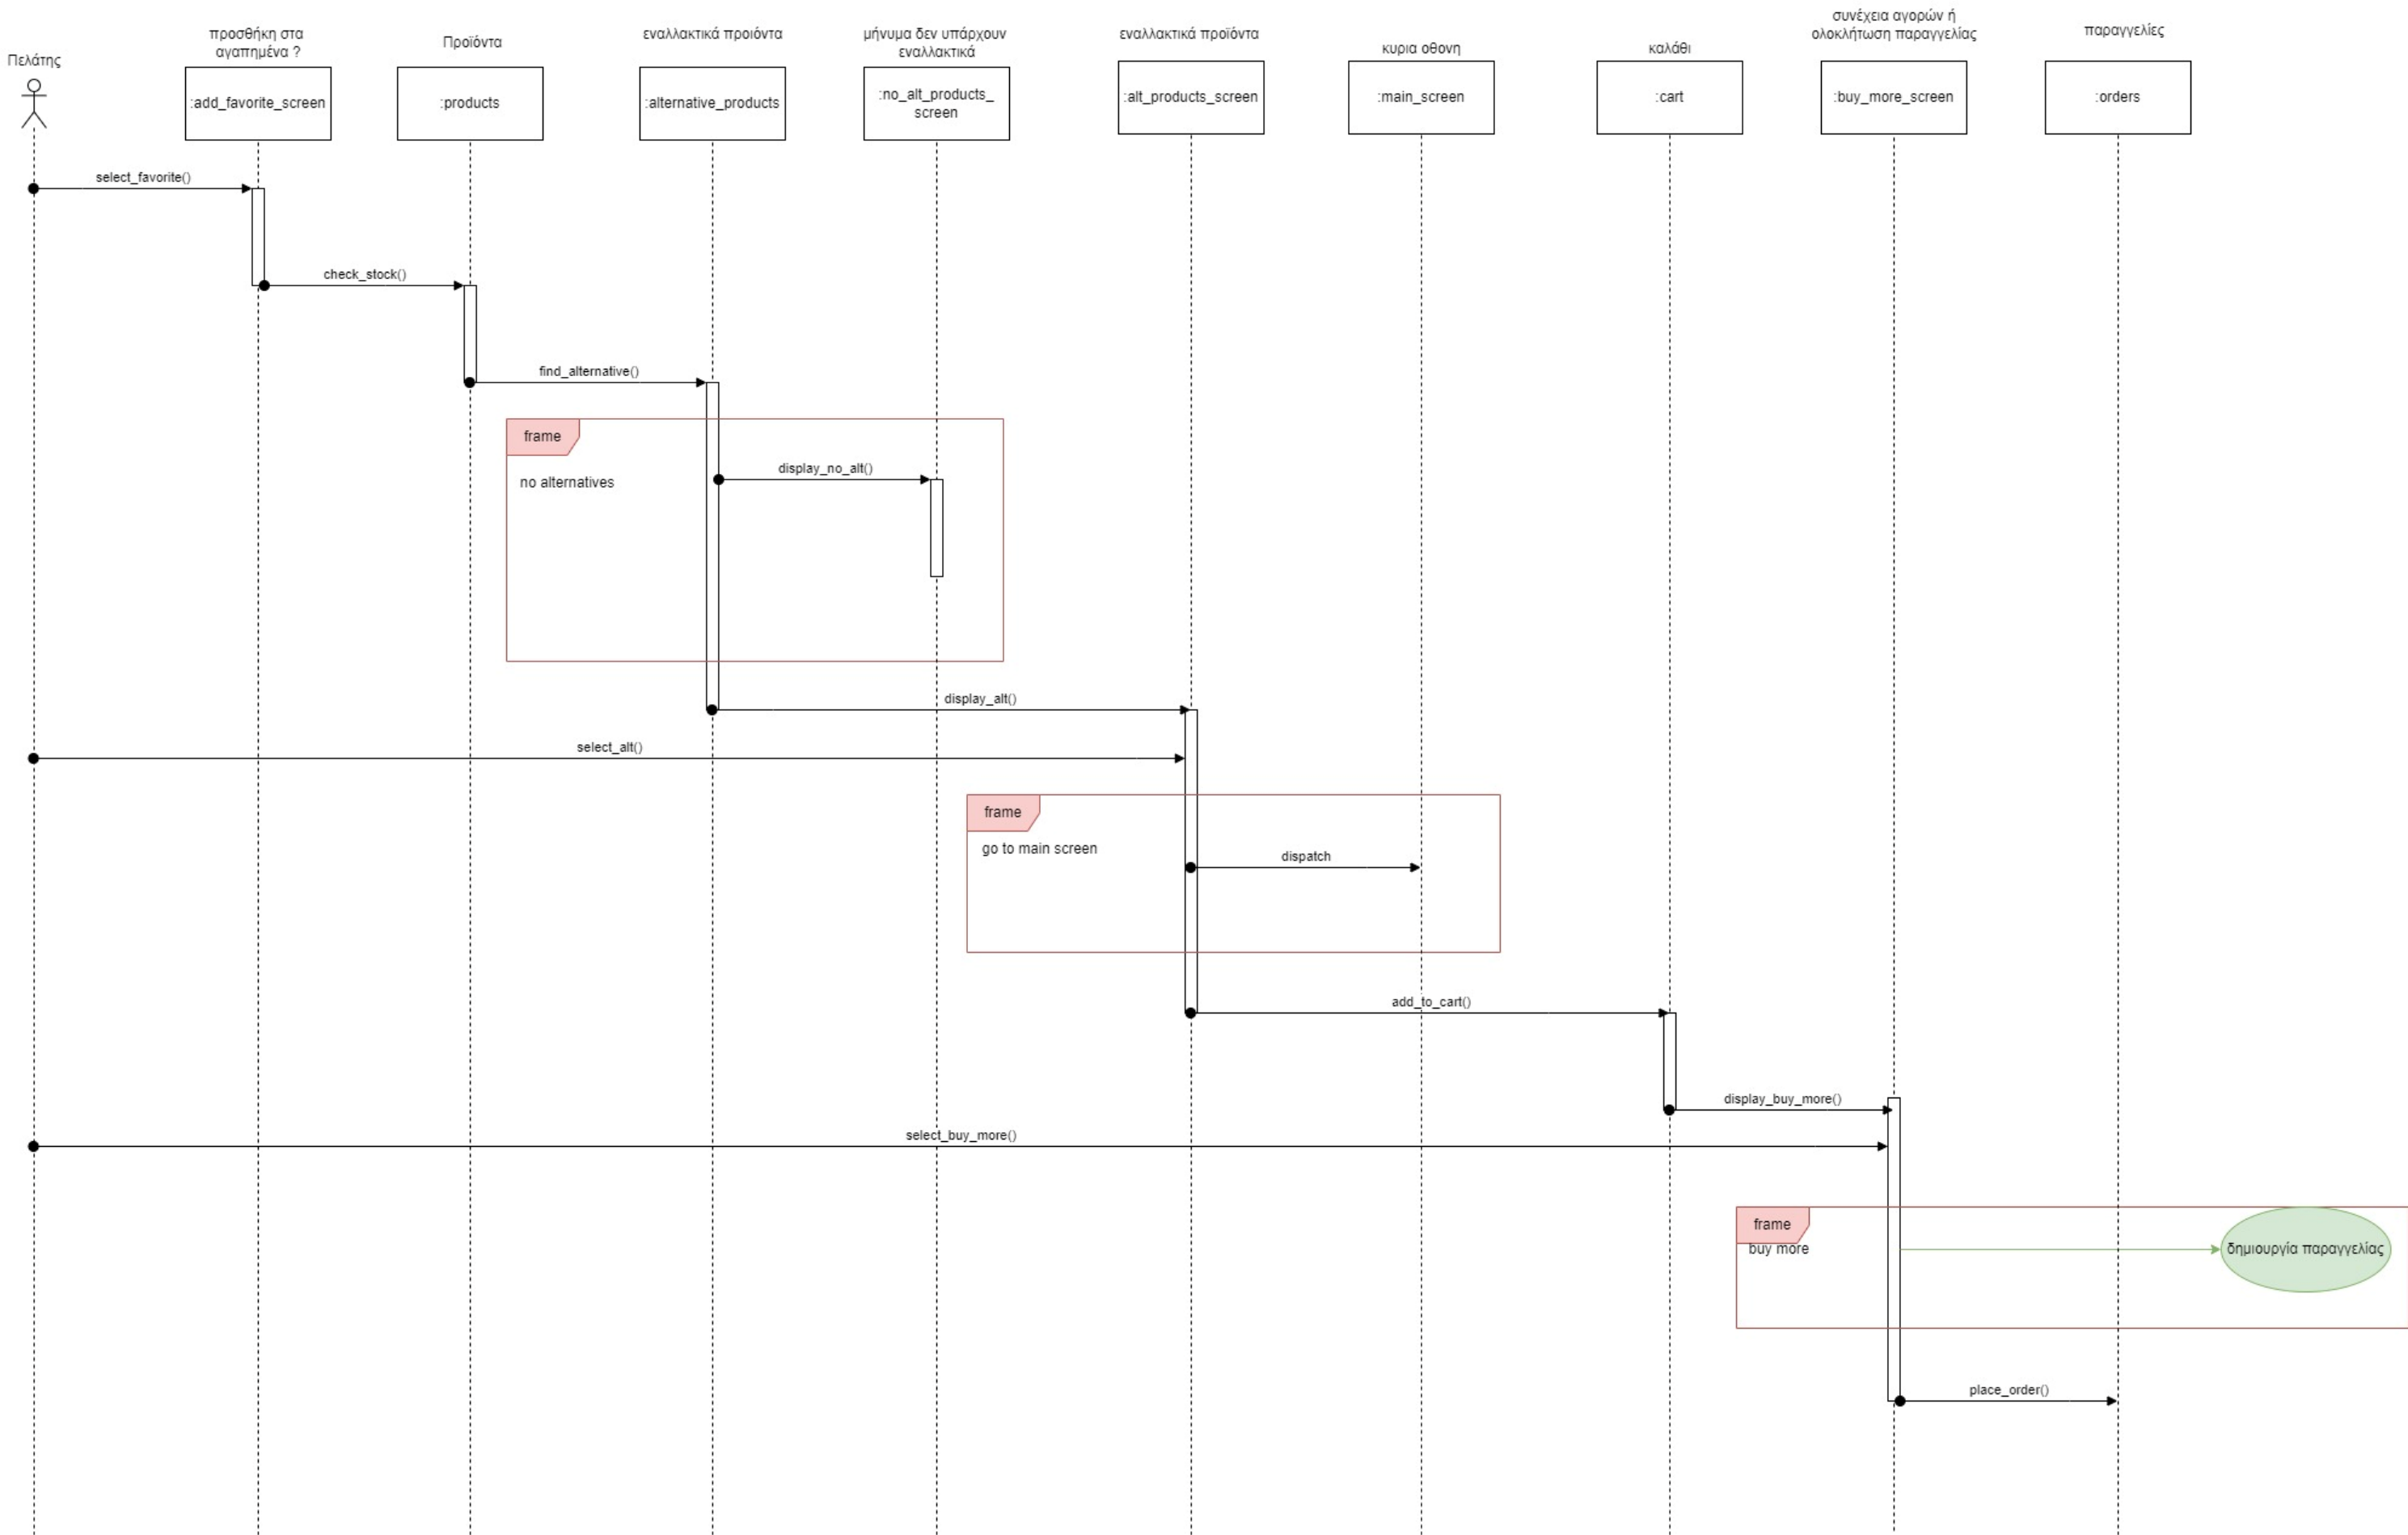 Πελάτης
προσθήκη στα
αγαπημένα ?
Προϊόντα
εναλλακτικά προιόντα
μήνυμα δεν υπάρχουν
εναλλακτικά
εναλλακτικά προϊόντα
κυρια οθονη
καλάθι
συνέχεια αγορών ή
ολοκλήτωση παραγγελίας
παραγγελίες
:add_favorite_screen
:products
:alternative_products
:no_alt_products_
screen
:alt_products_screen
:main_screen
:cart
:buy_more_screen
:orders
select_favorite()
check_stock()
find_alternative()
frame
no alternatives
display_no_alt()
display_alt()
select_alt()
frame
go to main screen
dispatch
add_to_cart()
display_buy_more()
select_buy_more()
frame
buy more
δημιουργία παραγγελίας
place_order()